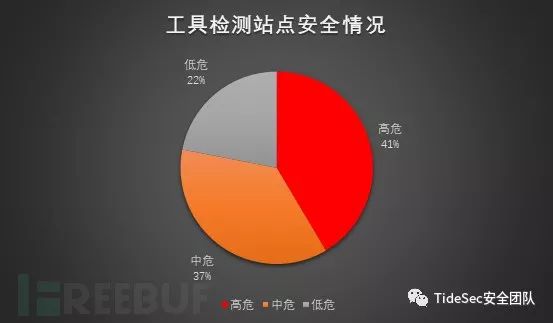 工具检测站点安全情况
低危
22%
高危
41%
中危
37%
高危 中危 低危
FREEBUF
TideSec安全团队